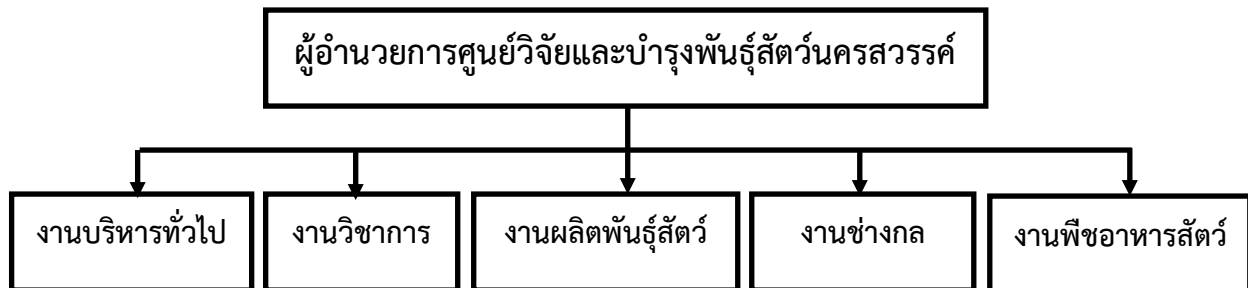 ผู้อำนวยการศูนย์วิจัยและบำรุงพันธุ์สัตว์นครสวรรค์
งานบริหารทั่วไป
งานวิชาการ
งานผลิตพันธุ์สัตว์
งานช่างกล
งานพืชอาหารสัตว์